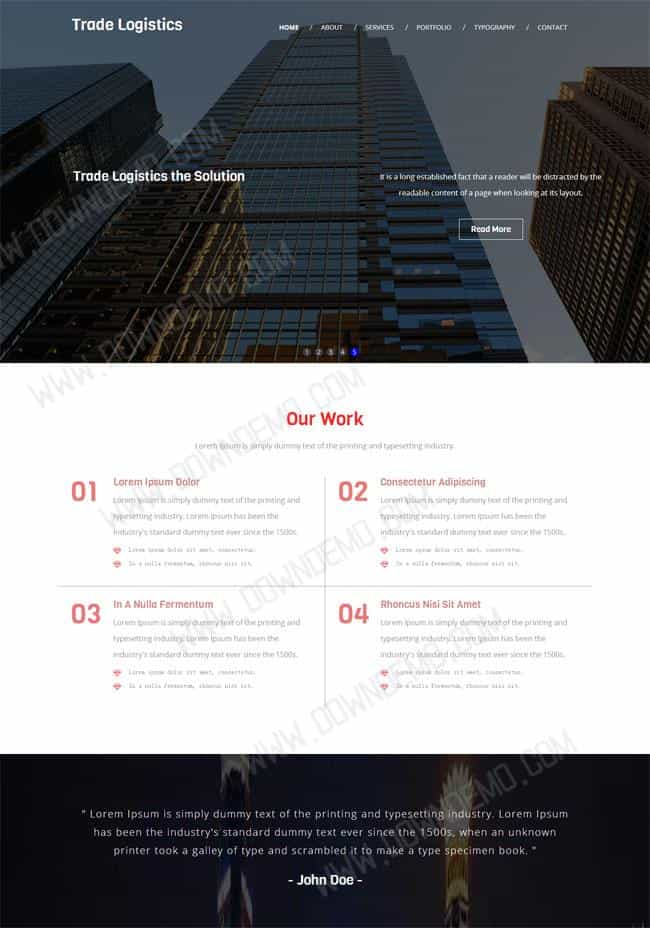 Trade Logistics
HOME / ABOUT / SERVICES / PORTFOLIO / TYPOGRAPHY / CONTACT
Trade Logistics the Solution
It is a long established fact that a reader will be distracted by the
readable content of a page when looking at its layout.
Read More
1 2 3 4 5
Our Work
Lorem Ipsum is simply dummy text of the printing and typesetting industry.
01
Lorem Ipsum Dolor
Lorem Ipsum is simply dummy text of the printing and
typesetting industry. Lorem Ipsum has been the
industry's standard dummy text ever since the 1500s.
Lorem ipsum dolor sit amet, consectetur.
In a nulla fermentum, rhoncus nisi sit.
02
Consectetur Adipiscing
Lorem Ipsum is simply dummy text of the printing and
typesetting industry. Lorem Ipsum has been the
industry's standard dummy text ever since the 1500s.
Lorem ipsum dolor sit amet, consectetur.
In a nulla fermentum, rhoncus nisi sit.
03
In A Nulla Fermentum
Lorem Ipsum is simply dummy text of the printing and
typesetting industry. Lorem Ipsum has been the
industry's standard dummy text ever since the 1500s.
Lorem ipsum dolor sit amet, consectetur.
In a nulla fermentum, rhoncus nisi sit.
04
Rhoncus Nisi Sit Amet
Lorem Ipsum is simply dummy text of the printing and
typesetting industry. Lorem Ipsum has been the
industry's standard dummy text ever since the 1500s.
Lorem ipsum dolor sit amet, consectetur.
In a nulla fermentum, rhoncus nisi sit.
" Lorem Ipsum is simply dummy text of the printing and typesetting industry. Lorem Ipsum
has been the industry's standard dummy text ever since the 1500s, when an unknown
printer took a galley of type and scrambled it to make a type specimen book. "
- John Doe -
WWW.DOWNDEMO.COM
WWW.DOWNDEMO.COM
WWW.DOWNDEMO.COM
WWW.DOWNDEMO.COM
WWW.DOWNDEMO.COM
WWW.DOWNDEMO.COM